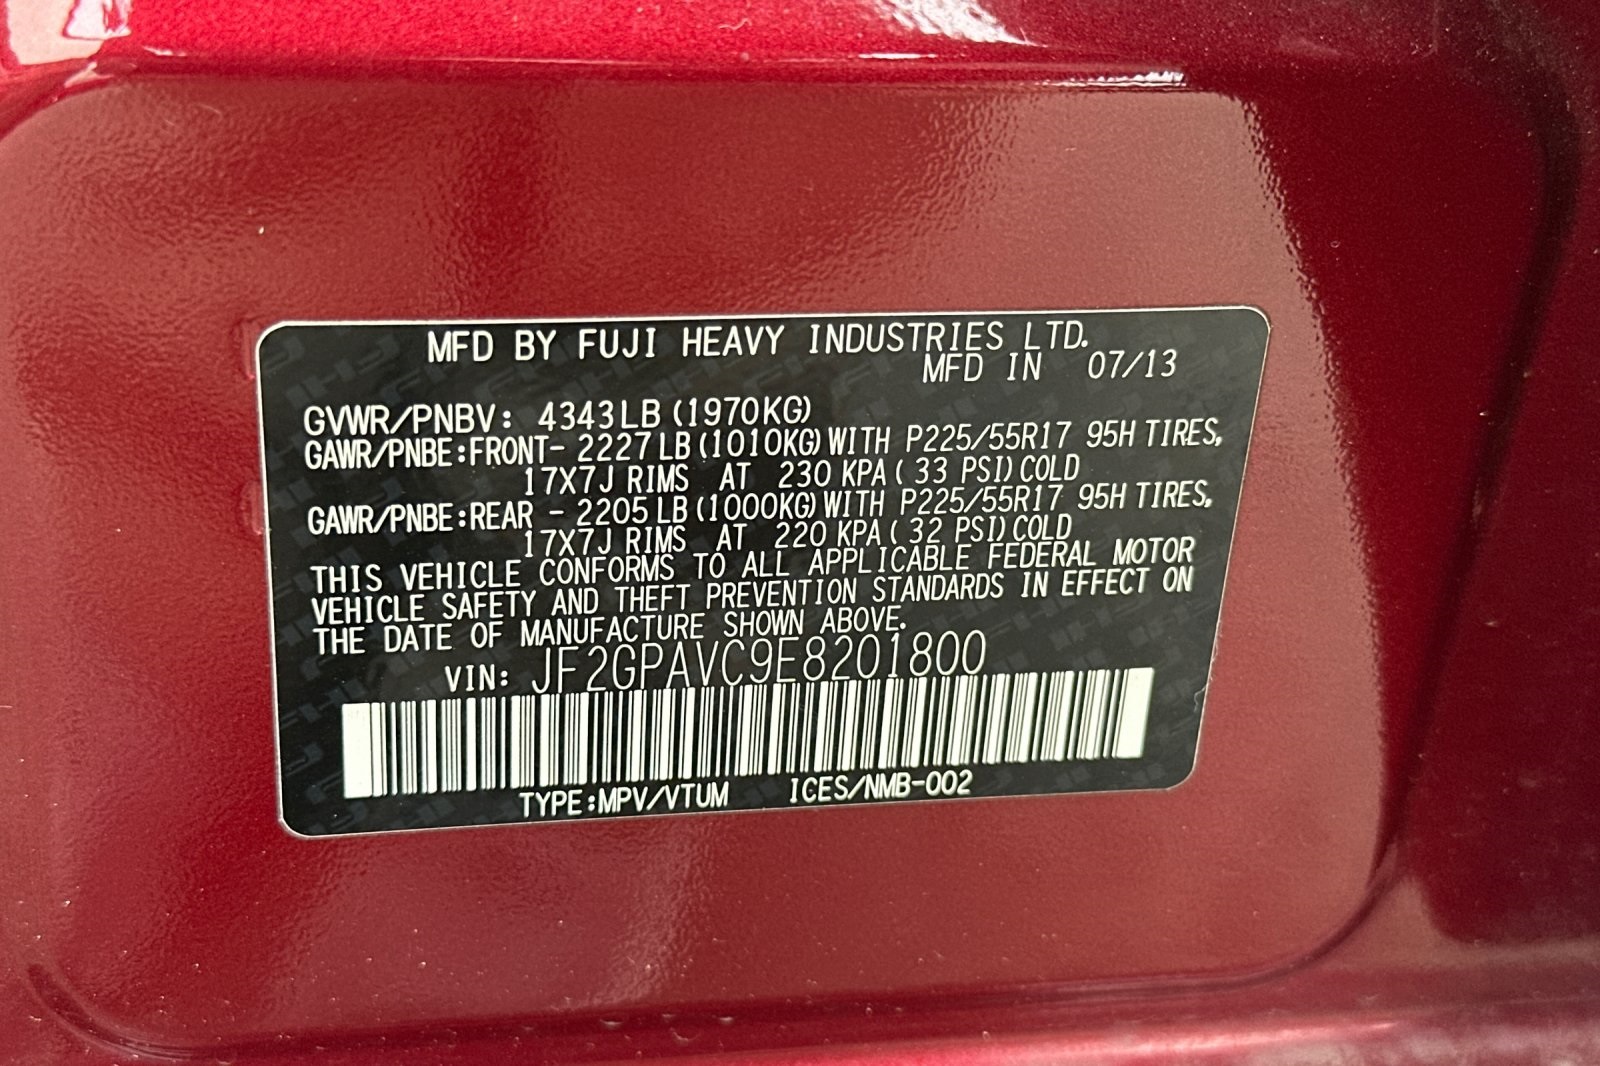 MFD BY FUJI HEAVY INDUSTRIES LTD.
MFD IN 07/13
GVWR/PNBV: 4343LB (1970KG)
GAWR/PNBE:FRONT- 2227LB (1010KG) WITH P225/55R17 95H TIRES,
17X7J RIMS AT 230 KPA ( 33 PSI) COLD
GAWR/PNBE:REAR - 2205LB (1000KG) WITH P225/55R17 95H TIRES,
17X7J RIMS AT 220 KPA ( 32 PSI) COLD
THIS VEHICLE CONFORMS TO ALL APPLICABLE FEDERAL MOTOR
VEHICLE SAFETY AND THEFT PREVENTION STANDARDS IN EFFECT ON
THE DATE OF MANUFACTURE SHOWN ABOVE.
VIN: JF2GPAVC9E8201800
TYPE:MPV/VTUM ICES/NMB-002